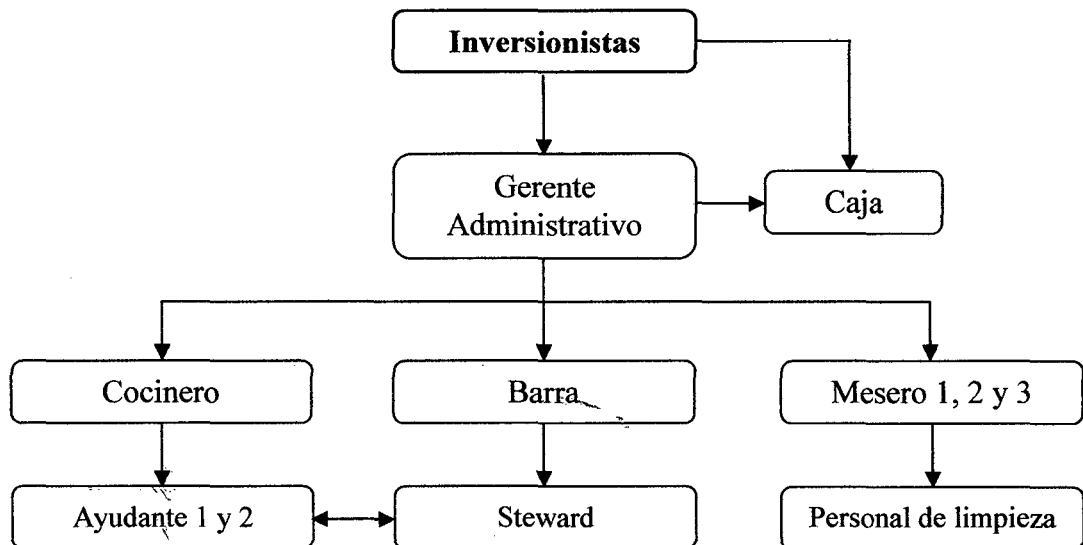 Inversionistas
Gerente
Administrativo
Caja
Cocinero
Barra
Mesero 1, 2 y 3
Ayudante 1 y 2
Steward
Personal de limpieza